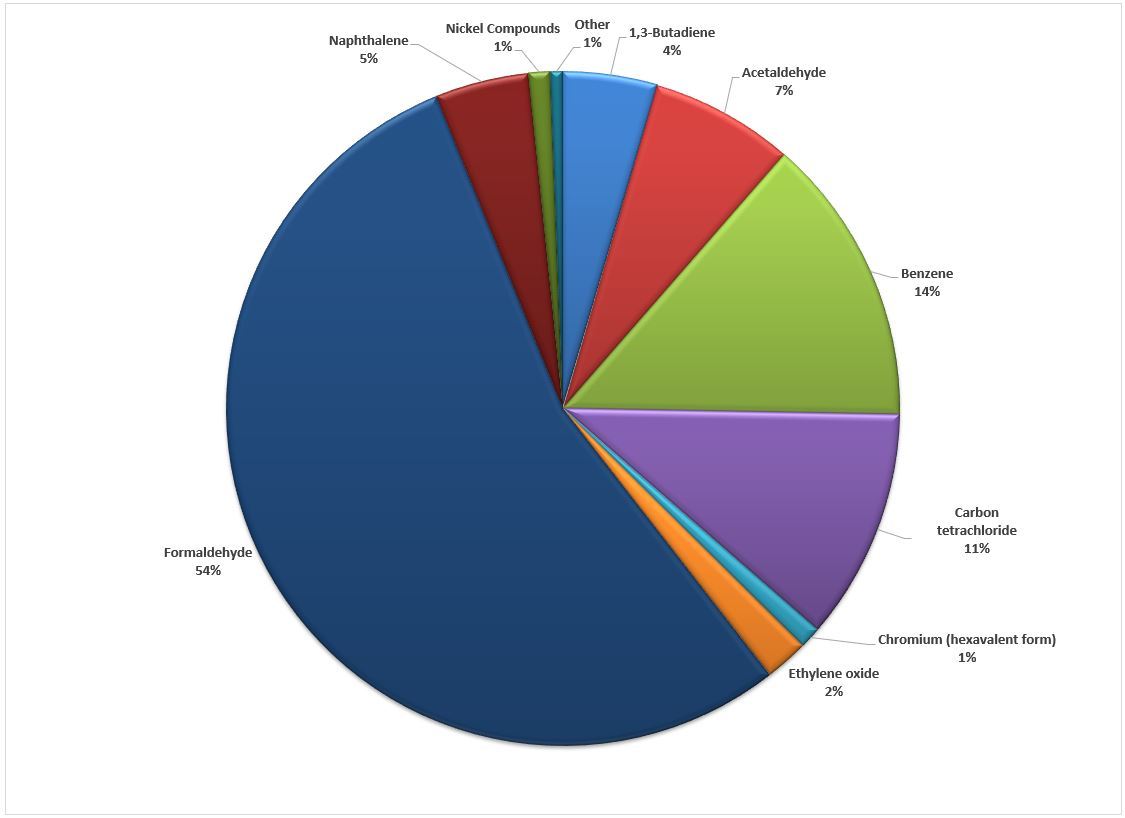 Other
1%
Nickel Compounds
1%
1,3-Butadiene
4%
Naphthalene
5%
Acetaldehyde
7%
Benzene
14%
Carbon
tetrachloride
11%
Formaldehyde
54%
Chromium (hexavalent form)
1%
Ethylene oxide
2%